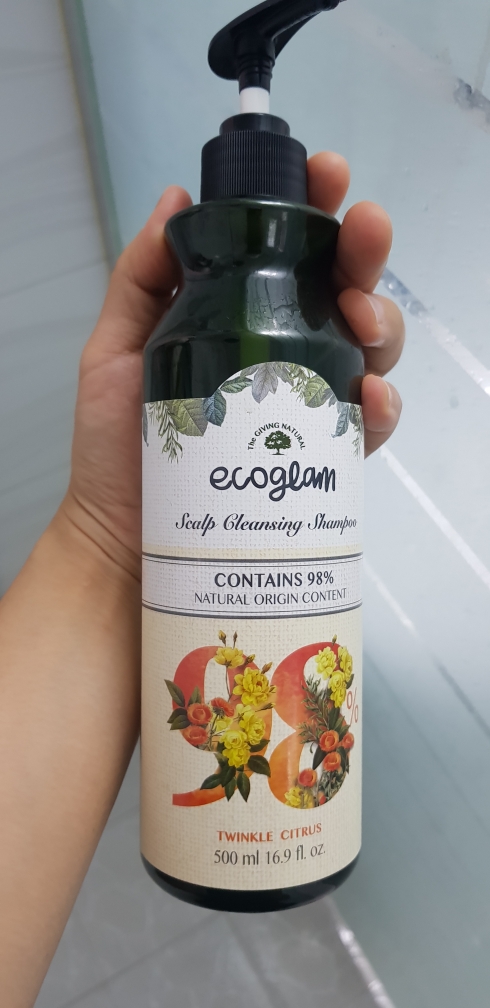 The GIVING NATURAL
ecoglam
Scalp Cleansing Shampoo
CONTAINS 98%
NATURAL ORIGIN CONTENT
98%
TWINKLE CITRUS
500 ml 16.9 fl. oz.